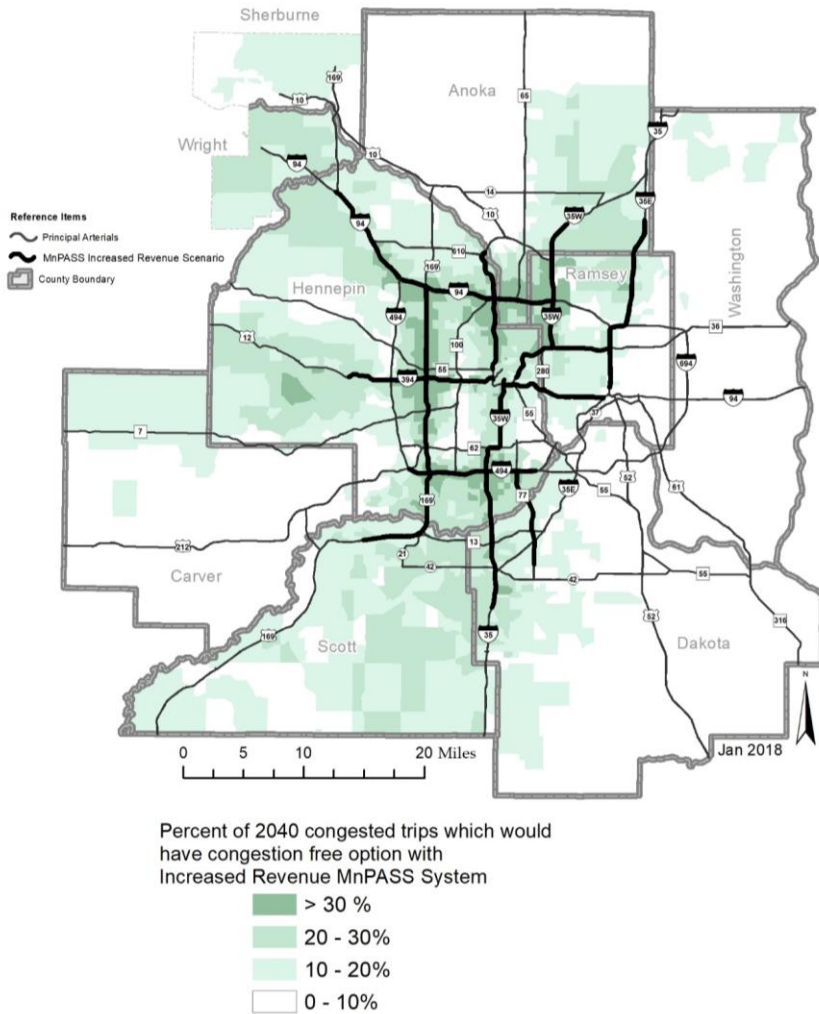 Sherburne
Anoka
Wright
169
10
65
35
94
10
14
35E
10
35W
94
Reference Items
Principal Arterials
MnPASS Increased Revenue Scenario
County Boundary
610
169
Ramsey
Washington
Hennepin
94
494
35W
12
100
36
55
280
694
394
94
35W
55
7
62
494
52
61
77
35E
55
169
212
13
21
42
42
55
Carver
52
316
169
35
Scott
Dakota
N
Jan 2018
0 5 10 20 Miles
Percent of 2040 congested trips which would
have congestion free option with
Increased Revenue MnPASS System
> 30 %
20 - 30%
10 - 20%
0 - 10%